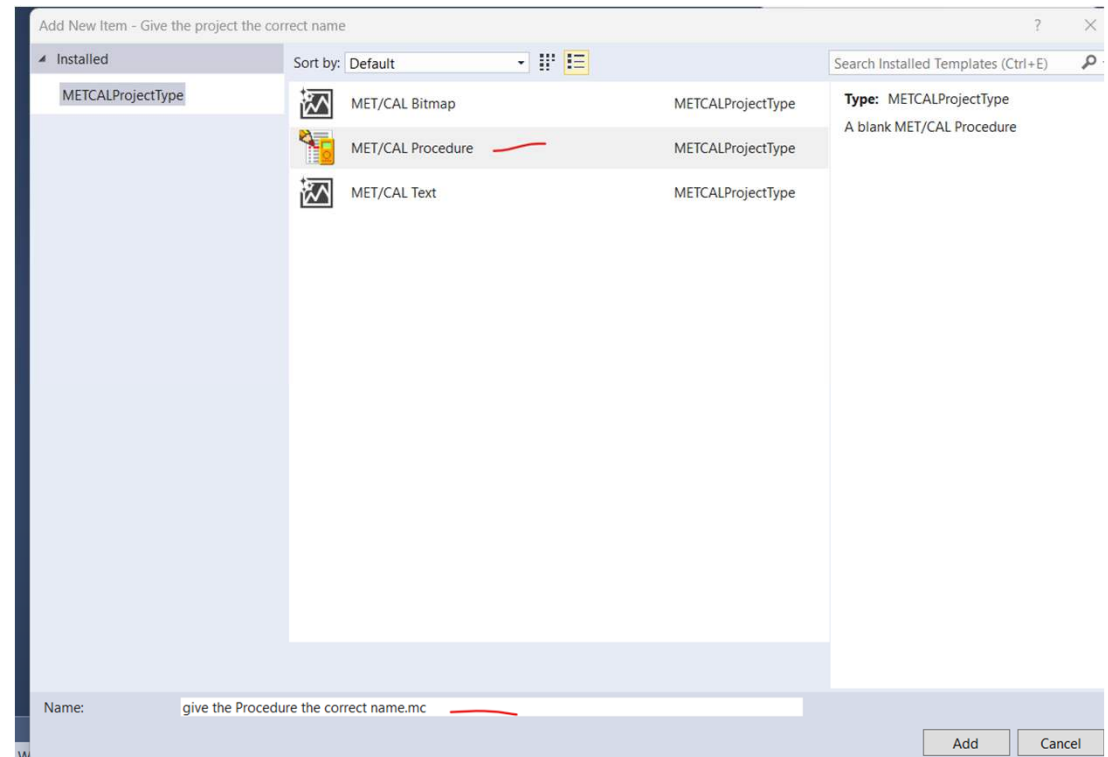 Add New Item - Give the project the correct name
Installed
METCALProjectType
Sort by: Default
Search Installed Templates (Ctrl+E)
MET/CAL Bitmap METCALProjectType
MET/CAL Procedure METCALProjectType
MET/CAL Text METCALProjectType
Type: METCALProjectType
A blank MET/CAL Procedure
Name: give the Procedure the correct name.mc
Add Cancel